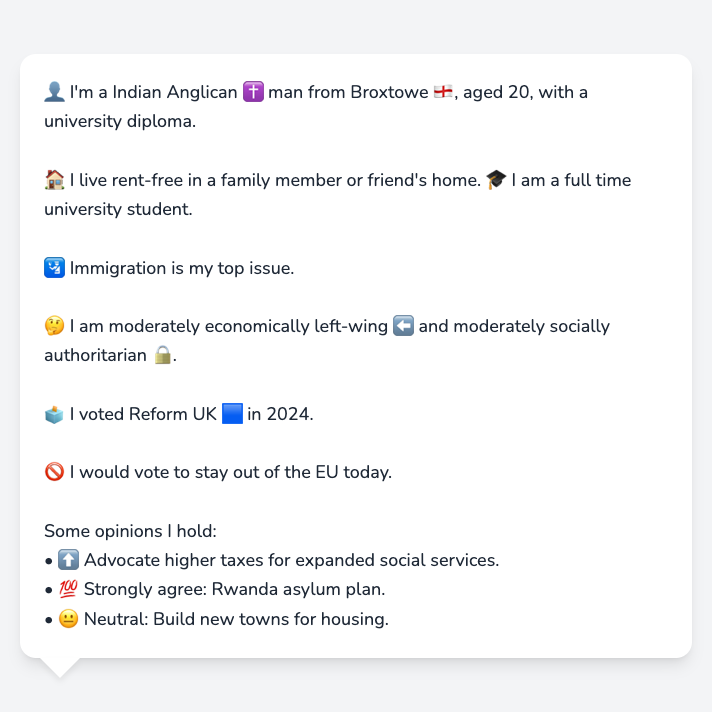 👤 I'm a Indian Anglican ✝️ man from Broxtowe 🏴󠁧󠁢󠁥󠁮󠁧󠁿, aged 20, with a
university diploma.
🏠 I live rent-free in a family member or friend's home. 🎓 I am a full time
university student.
🛂 Immigration is my top issue.
🤔 I am moderately economically left-wing ⬅️ and moderately socially
authoritarian 🔒.
🗳️ I voted Reform UK 🟦 in 2024.
🚫 I would vote to stay out of the EU today.
Some opinions I hold:
• ⬆️ Advocate higher taxes for expanded social services.
• 💯 Strongly agree: Rwanda asylum plan.
• 😐 Neutral: Build new towns for housing.